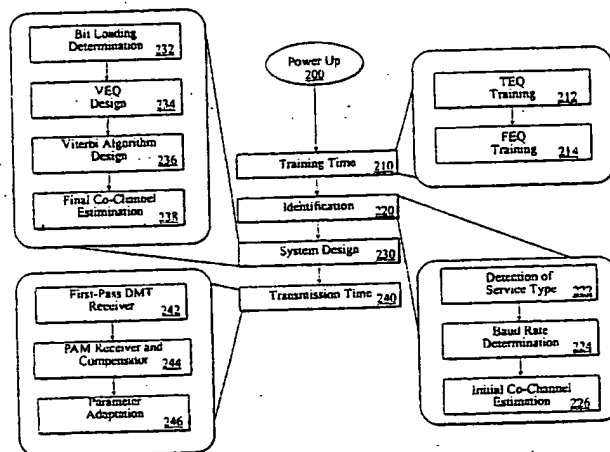 Bit Loading
Determination 232
VEQ
Design 234
Viterbi Algorithm
Design 236
Final Co-Channel
Estimination 238
Power Up
200
TEQ
Training 212
FEQ
Training 214
Training Time 210
Identification 220
System Design 230
Transmission Time 240
First-Pass DMT
Receiver 242
PAM Receiver and
Compensator 244
Parameter
Adaptation 246
Detection of
Service Type 222
Baud Rate
Determination 224
Initial Co-Channel
Estimation 226